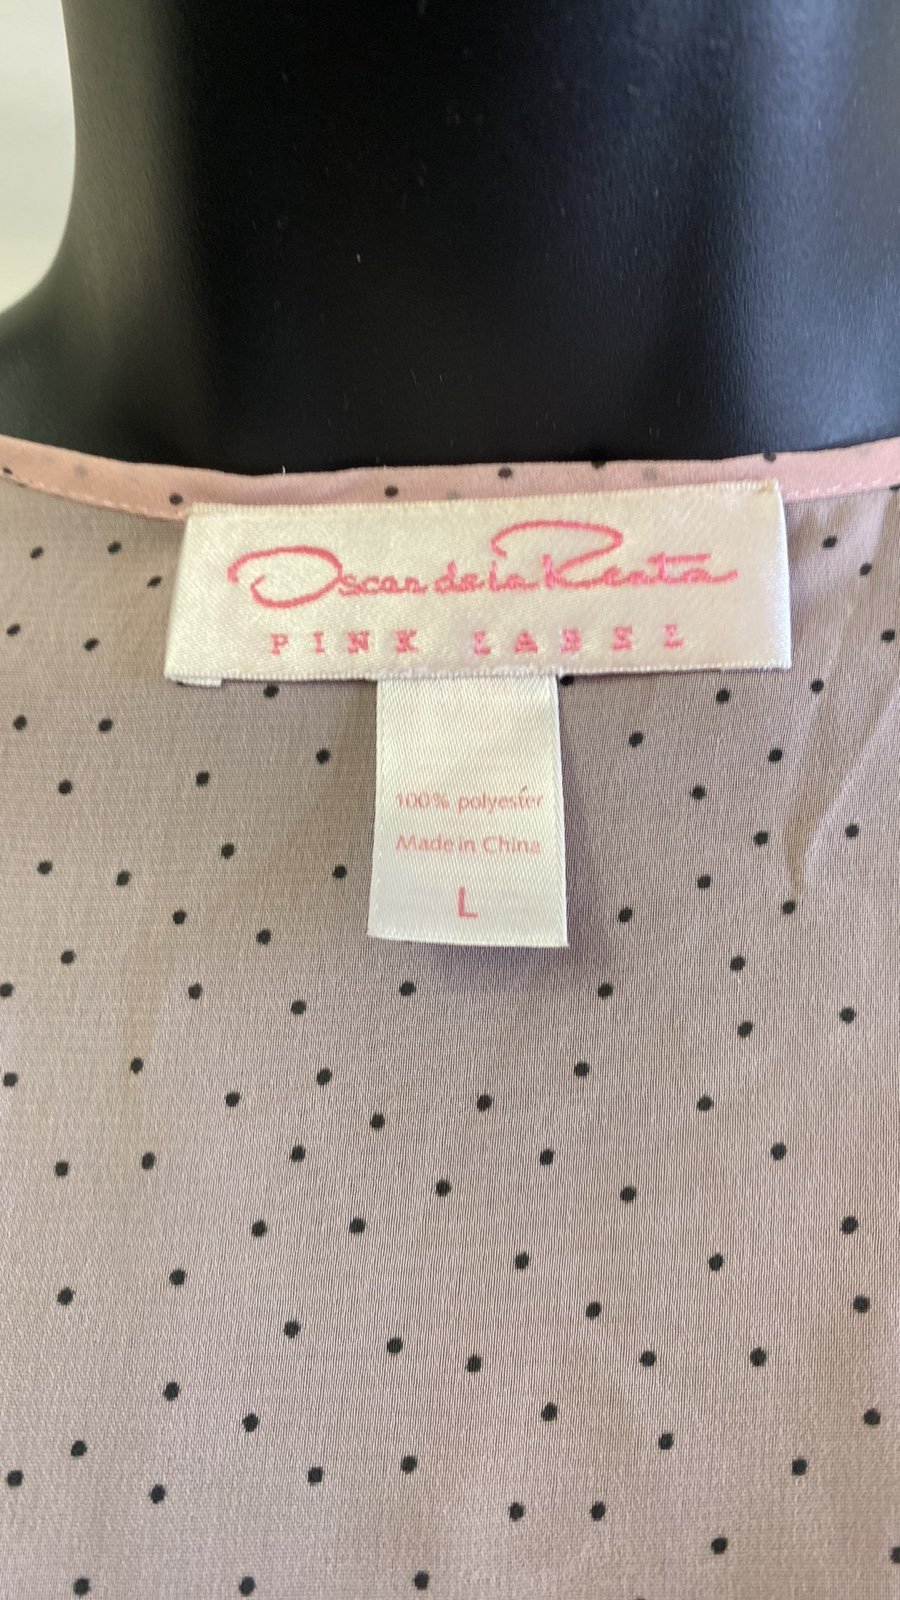 Oscar de la Renta
PINK LABEL
100% polyester
Made in China
L